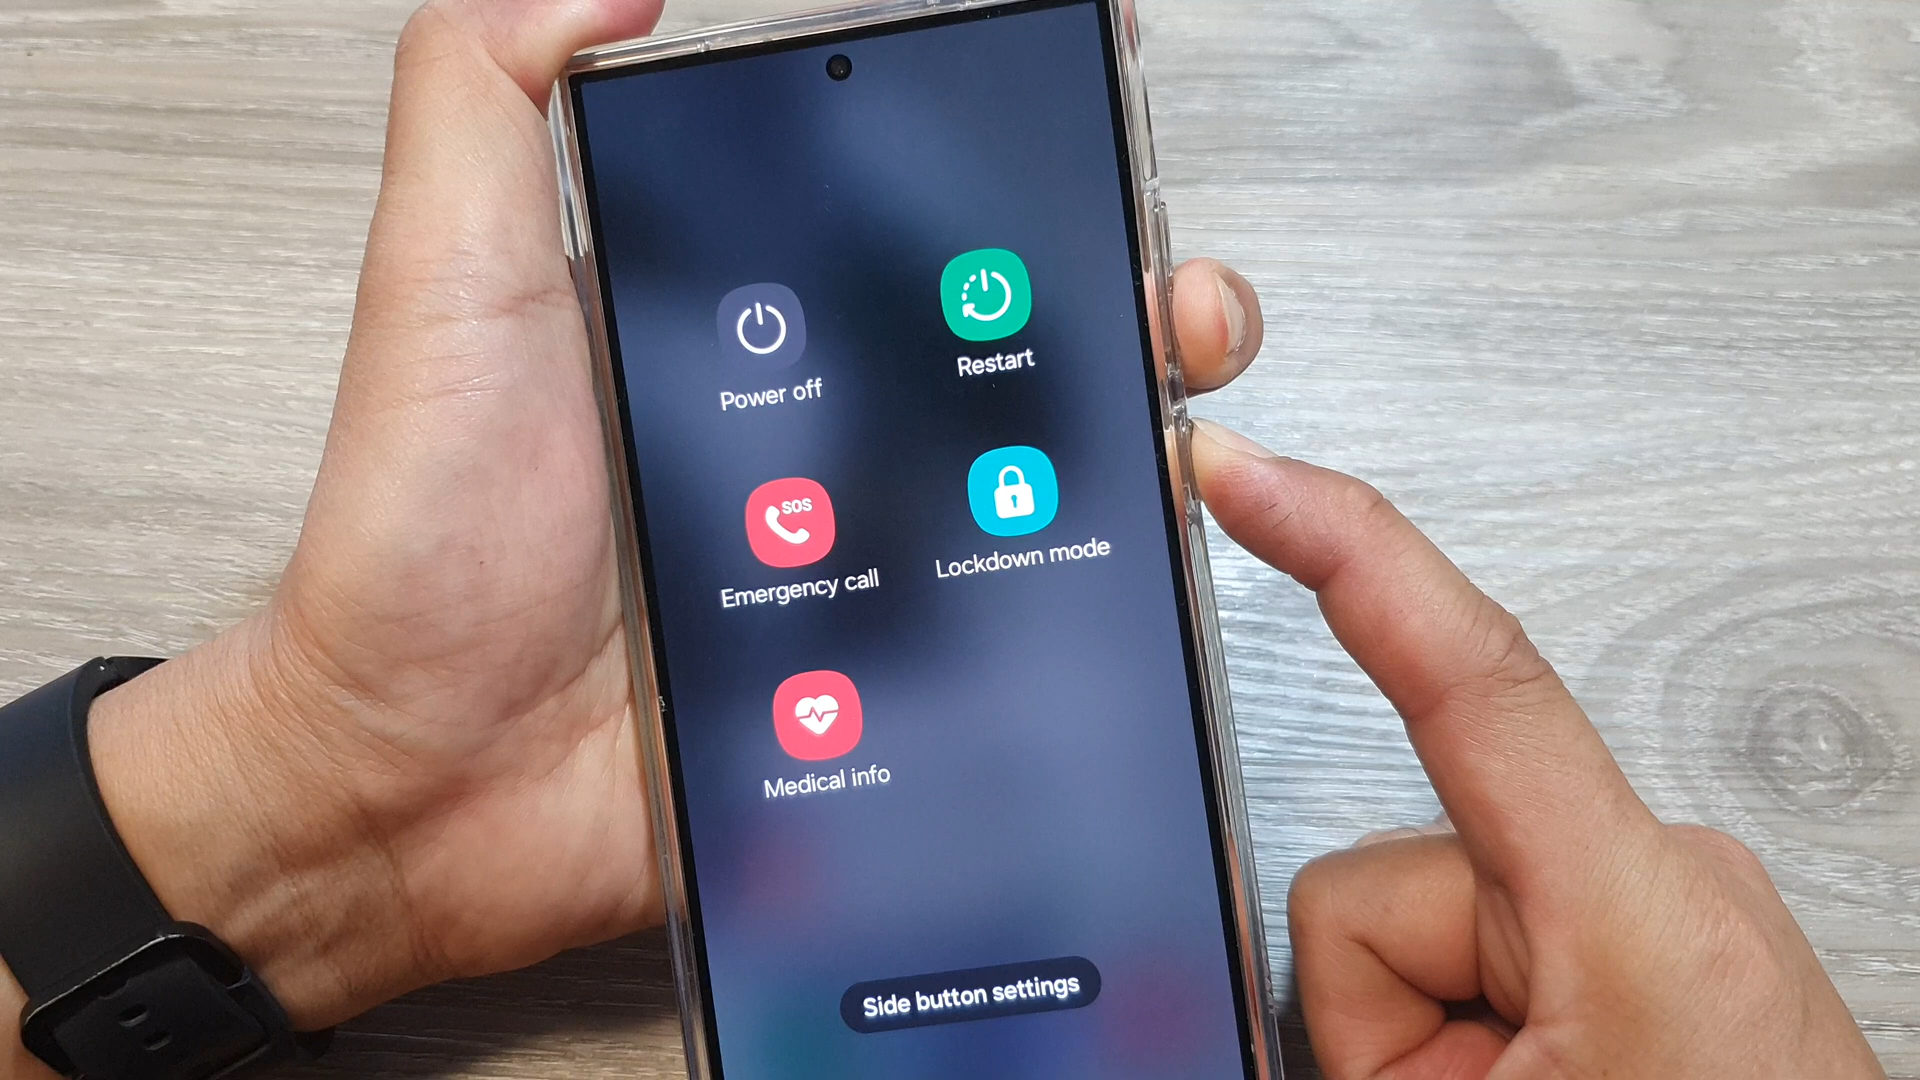 Power off
Restart
SOS
Emergency call
Lockdown mode
Medical info
Side button settings